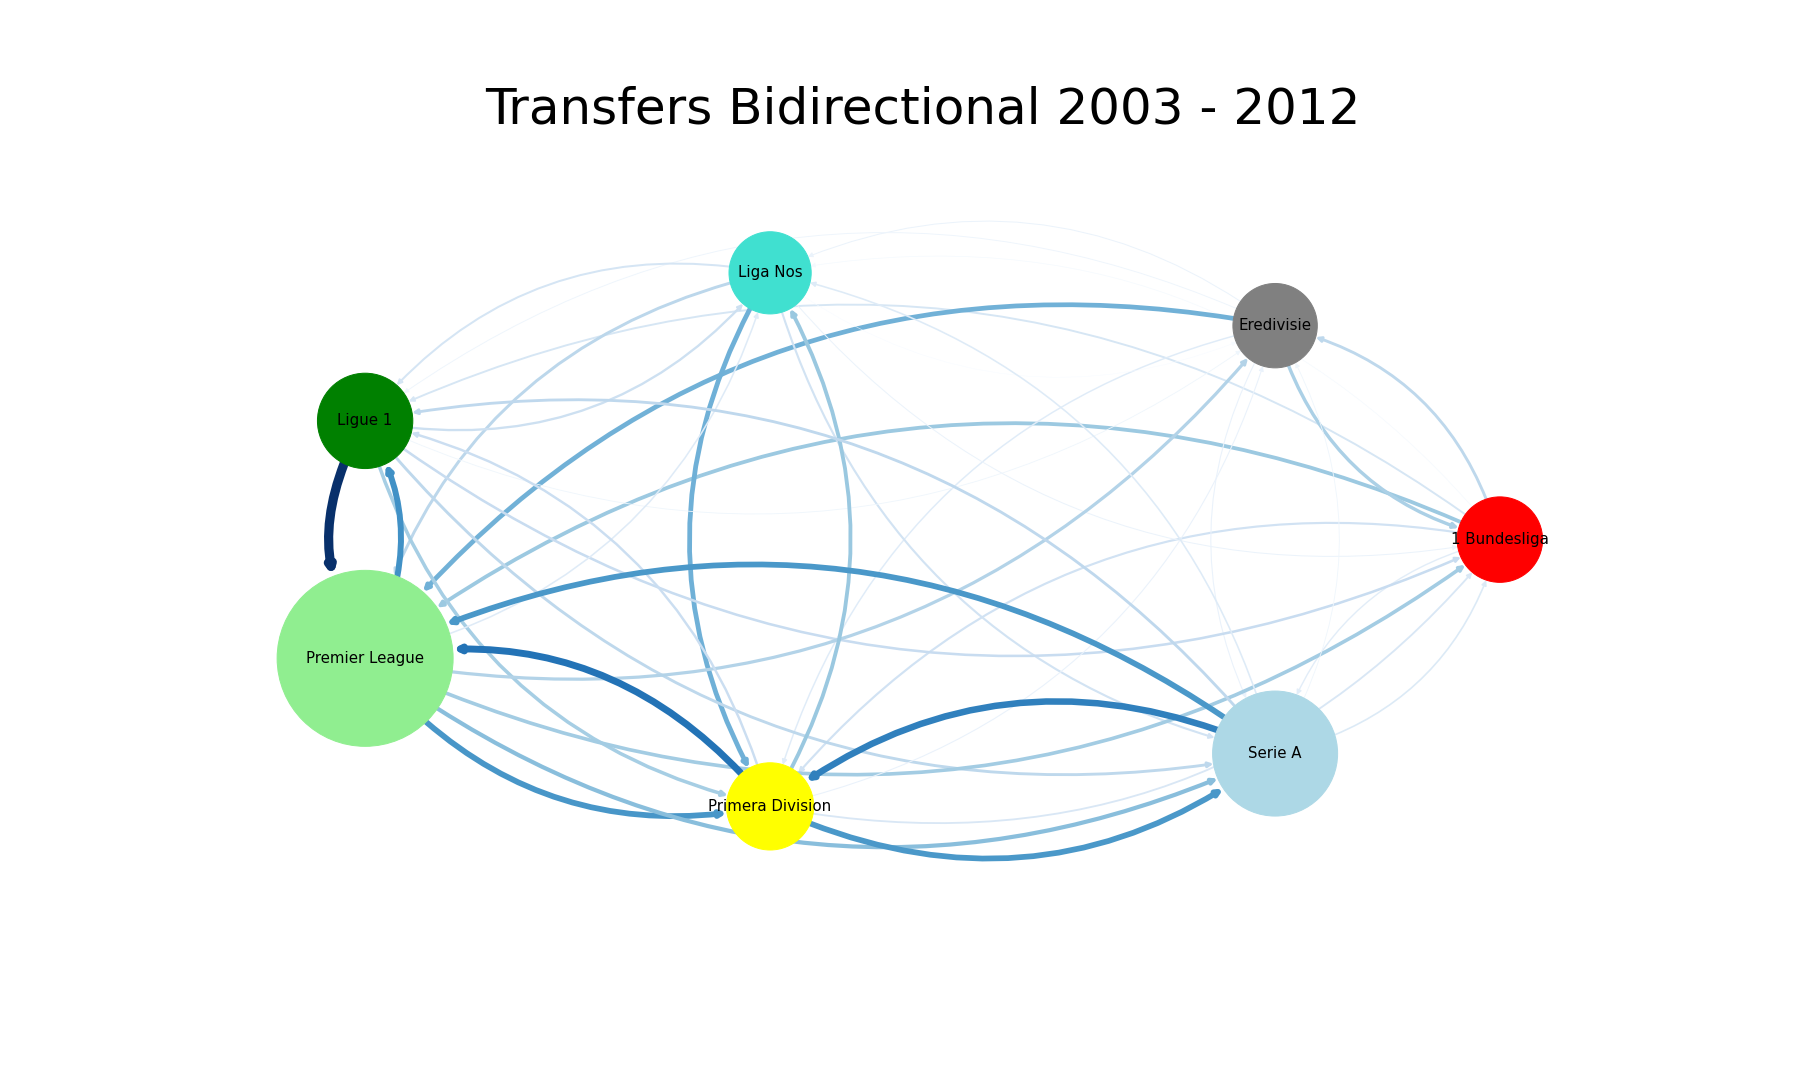 Transfers Bidirectional 2003 - 2012
Liga Nos
Eredivisie
Ligue 1
1 Bundesliga
Premier League
Serie A
Primera Division